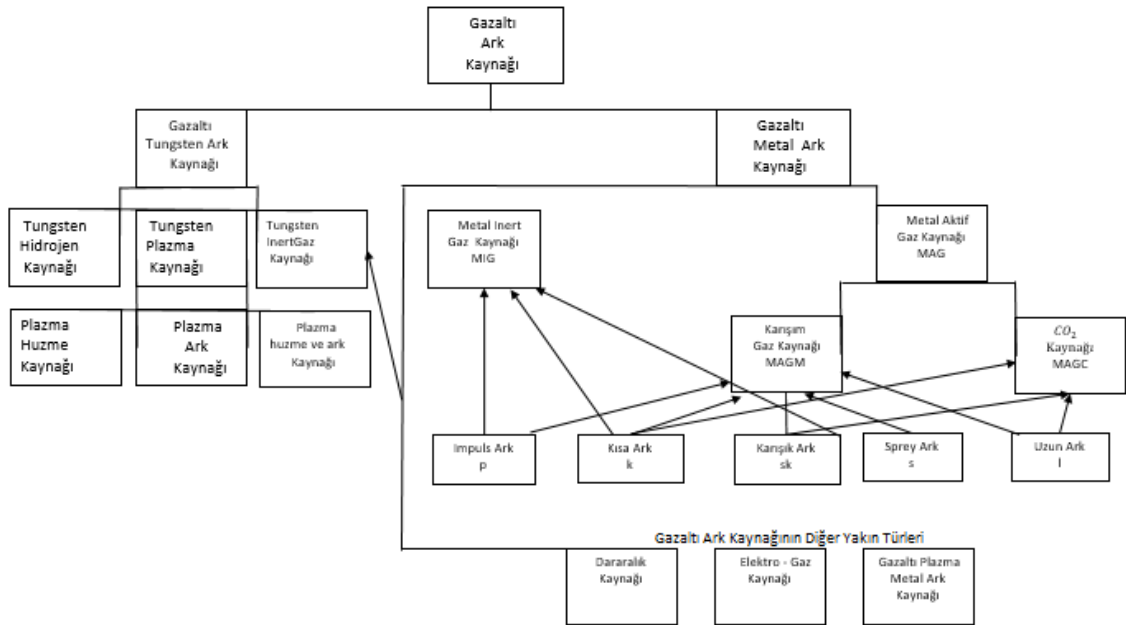 Gazaltı
Ark
Kaynağı
Gazaltı
Tungsten Ark
Kaynağı
Gazaltı
Metal Ark
Kaynağı
Tungsten
Hidrojen
Kaynağı
Tungsten
Plazma
Kaynağı
Tungsten
InertGaz
Kaynağı
Metal Inert
Gaz Kaynağı
MIG
Metal Aktif
Gaz Kaynağı
MAG
Plazma
Huzme
Kaynağı
Plazma
Ark
Kaynağı
Plazma
huzme ve ark
Kaynağı
Karışım
Gaz Kaynağı
MAGM
CO₂
Kaynağı
MAGC
Impuls Ark
p
Kısa Ark
k
Karışık Ark
sk
Sprey Ark
s
Uzun Ark
l
Gazaltı Ark Kaynağının Diğer Yakın Türleri
Dararalık
Kaynağı
Elektro - Gaz
Kaynağı
Gazaltı Plazma
Metal Ark
Kaynağı